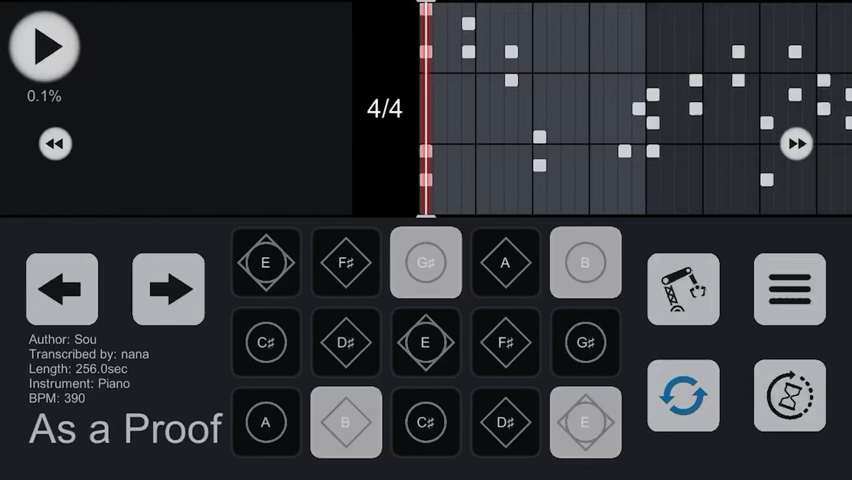 0.1%
4/4
E F♯ G♯ A B
C♯ D♯ E F♯ G♯
A B C♯ D♯ E
Author: Sou
Transcribed by: nana
Length: 256.0sec
Instrument: Piano
BPM: 390
As a Proof